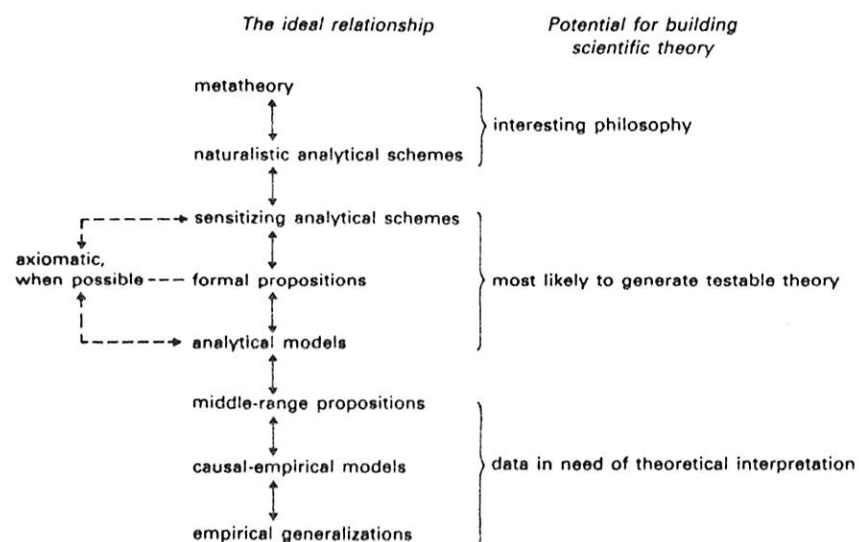 The ideal relationship
Potential for building
scientific theory
metatheory
interesting philosophy
naturalistic analytical schemes
sensitizing analytical schemes
axiomatic,
when possible
formal propositions
most likely to generate testable theory
analytical models
middle-range propositions
causal-empirical models
data in need of theoretical interpretation
empirical generalizations